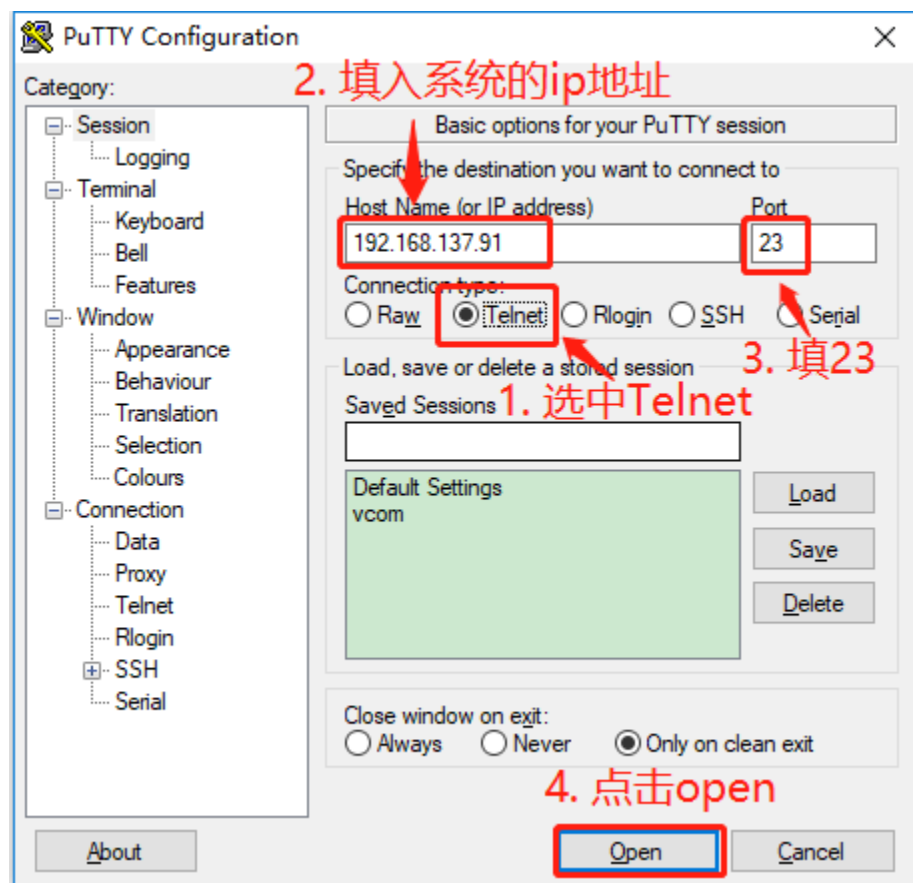 PuTTY Configuration
2. 填入系统的ip地址
Category:
Session
Logging
Terminal
Keyboard
Bell
Features
Window
Appearance
Behaviour
Translation
Selection
Colours
Connection
Data
Proxy
Telnet
Rlogin
SSH
Serial
Basic options for your PuTTY session
Specify the destination you want to connect to
Host Name (or IP address) Port
192.168.137.91 23
Connection type:
Raw Telnet Rlogin SSH Serial
3. 填23
Load, save or delete a stored session
Saved Sessions
1. 选中Telnet
Default Settings
vcom
Load
Save
Delete
Close window on exit:
Always Never Only on clean exit
4. 点击open
About Open Cancel